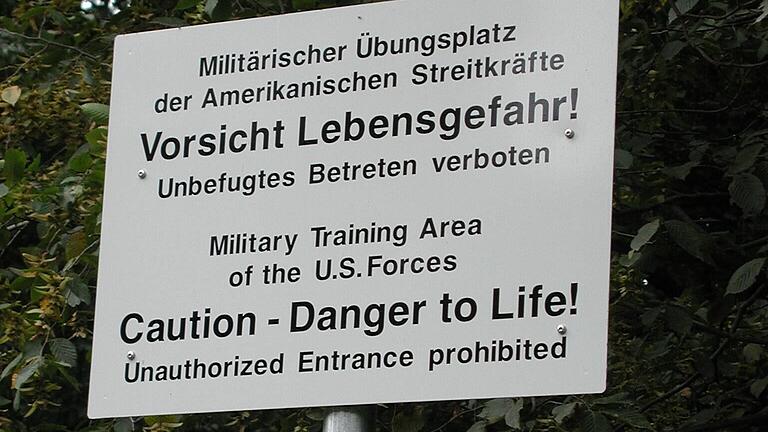 Militärischer Übungsplatz
der Amerikanischen Streitkräfte
Vorsicht Lebensgefahr!
Unbefugtes Betreten verboten
Military Training Area
of the U.S. Forces
Caution - Danger to Life!
Unauthorized Entrance prohibited